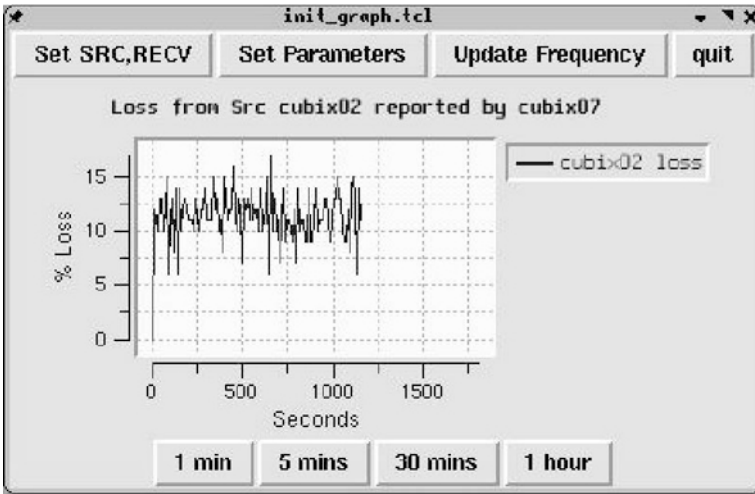 init_graph.tcl
Set SRC,RECV Set Parameters Update Frequency quit
Loss from Src cubix02 reported by cubix07
cubix02 loss
% Loss
15
10
5
0
0 500 1000 1500
Seconds
1 min 5 mins 30 mins 1 hour